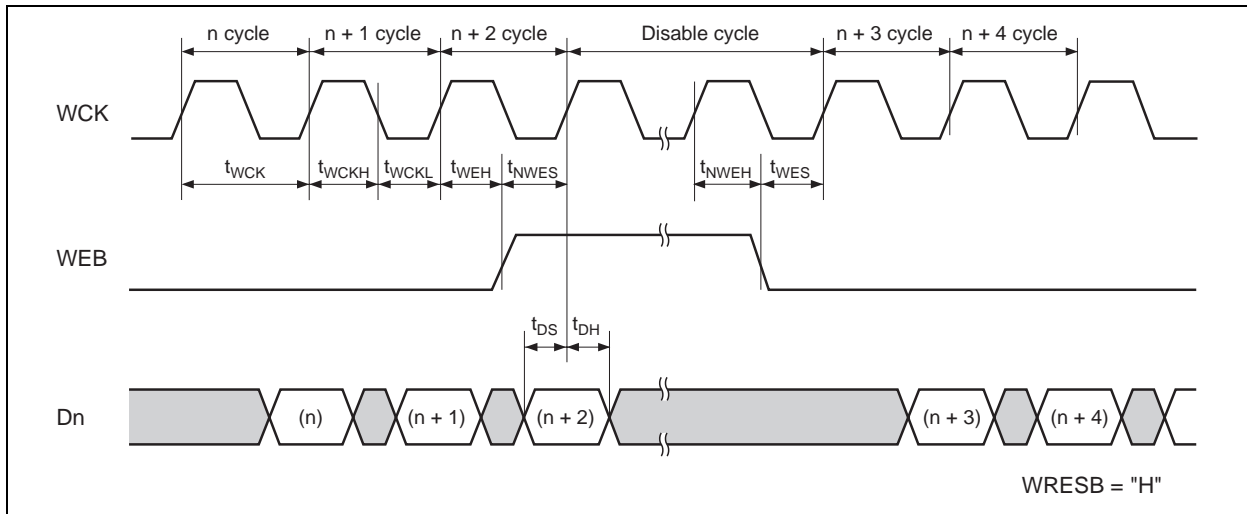 n cycle n + 1 cycle n + 2 cycle Disable cycle n + 3 cycle n + 4 cycle
WCK
tWCK tWCKH tWCKL tWEH tNWES tNWEH tWES
WEB
tDS tDH
Dn (n) (n + 1) (n + 2) (n + 3) (n + 4)
WRESB = "H"